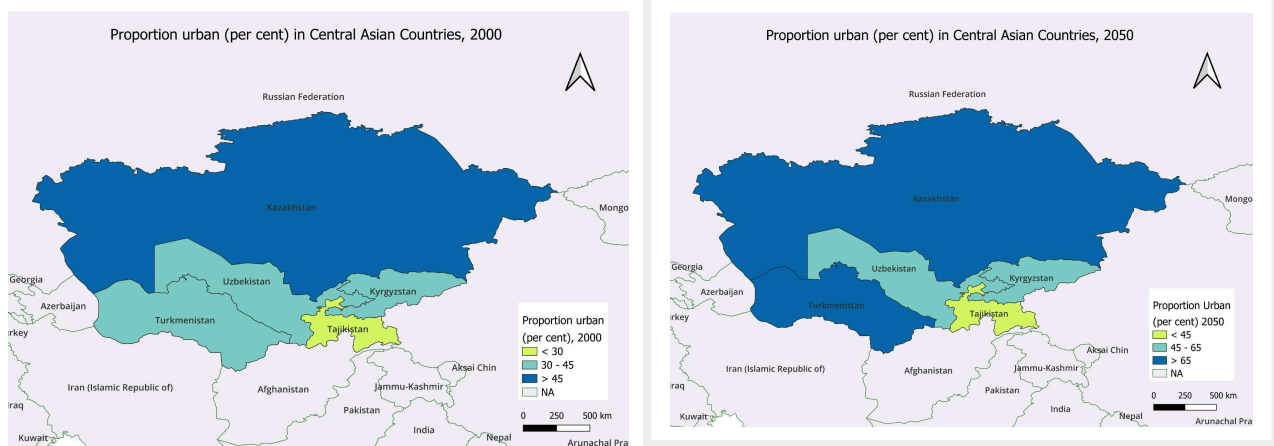 Proportion urban (per cent) in Central Asian Countries, 2000
Russian Federation
Kazakhstan
Mongo
Georgia
Uzbekistan
Kyrgyzstan
Azerbaijan
Turkmenistan
Tajikistan
rkey
Iran (Islamic Republic of)
Afghanistan
Aksai Chin
Jammu-Kashmir
raq
Pakistan
India
Kuwait
Nepal
Arunachal Pra
Proportion urban
(per cent), 2000
< 30
30 - 45
> 45
NA
0 250 500 km
Proportion urban (per cent) in Central Asian Countries, 2050
Russian Federation
Kazakhstan
Mongo
Georgia
Uzbekistan
Kyrgyzstan
Azerbaijan
Turkmenistan
Tajikistan
rkey
Iran (Islamic Republic of)
Afghanistan
Aksai Chin
Jammu-Kashmir
raq
Pakistan
India
Kuwait
Nepal
Arunachal Pra
Proportion Urban
(per cent) 2050
< 45
45 - 65
> 65
NA
0 250 500 km